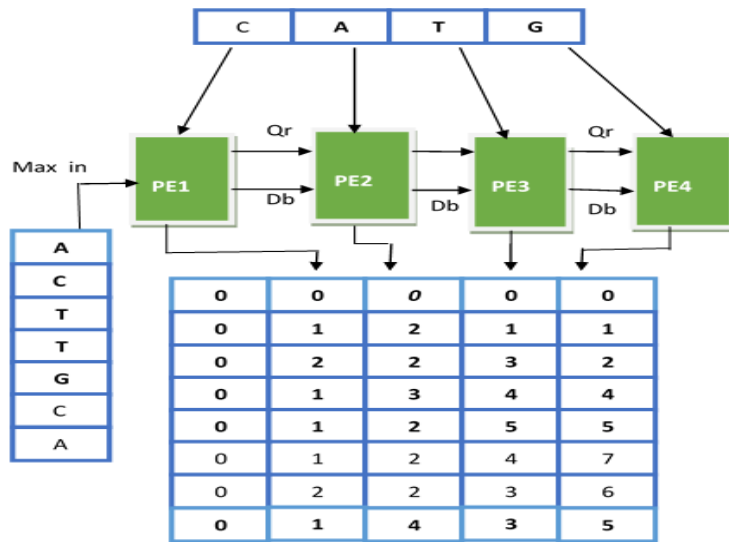 C A T G
Qr Qr
Max in
PE1 PE2 PE3 PE4
Db Db Db
A
C
T
T
G
C
A
0 0 0 0 0
0 1 2 1 1
0 2 2 3 2
0 1 3 4 4
0 1 2 5 5
0 1 2 4 7
0 2 2 3 6
0 1 4 3 5